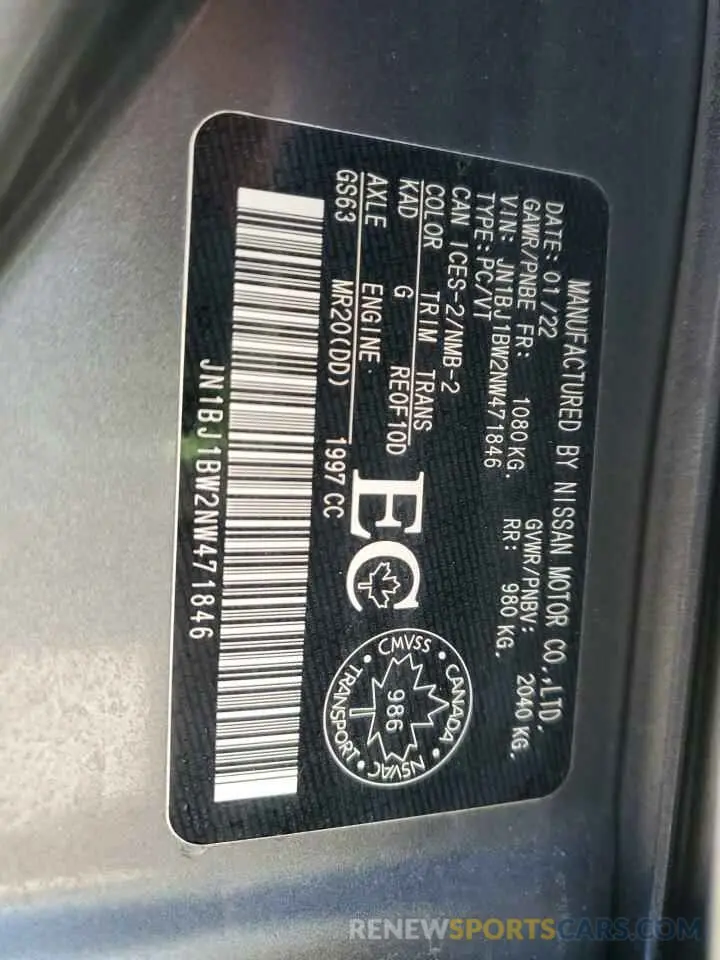 MANUFACTURED BY NISSAN MOTOR CO.,LTD.
DATE: 01/22 GVWR/PNBV: 2040 KG.
GAWR/PNBE FR: 1080 KG. RR: 980 KG.
V.I.N: JN1BJ1BW2NW471846
TYPE: PC/VT
CAN ICES-2/NMB-2
COLOR TRIM TRANS
KAD G RE0F10D
AXLE ENGINE
GS63 MR20(DD) 1997 CC
EC
CANADA
CMVSS
986
TRANSPORT
NSVAC
JN1BJ1BW2NW471846
RENEWSPORTSCARS.COM